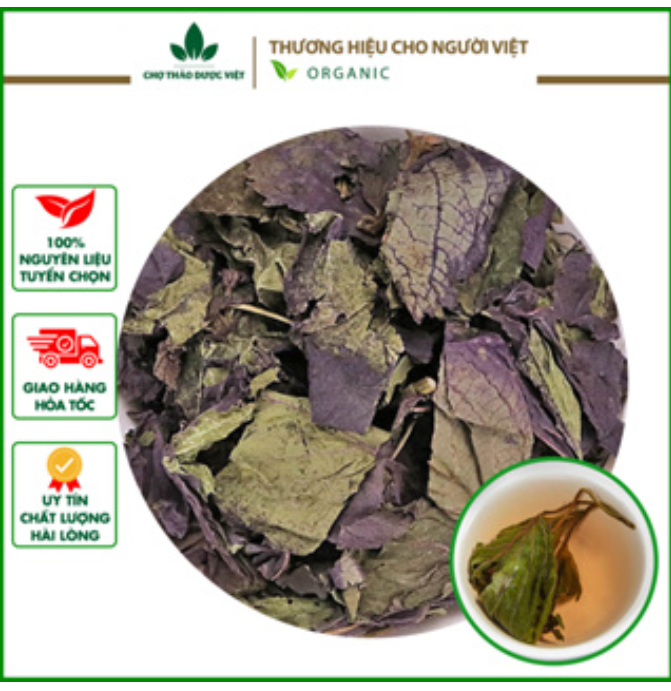 CHỢ THẢO DƯỢC VIỆT
THƯƠNG HIỆU CHO NGƯỜI VIỆT
ORGANIC
100%
NGUYÊN LIỆU
TUYỂN CHỌN
GIAO HÀNG
HỎA TỐC
UY TÍN
CHẤT LƯỢNG
HÀI LÒNG